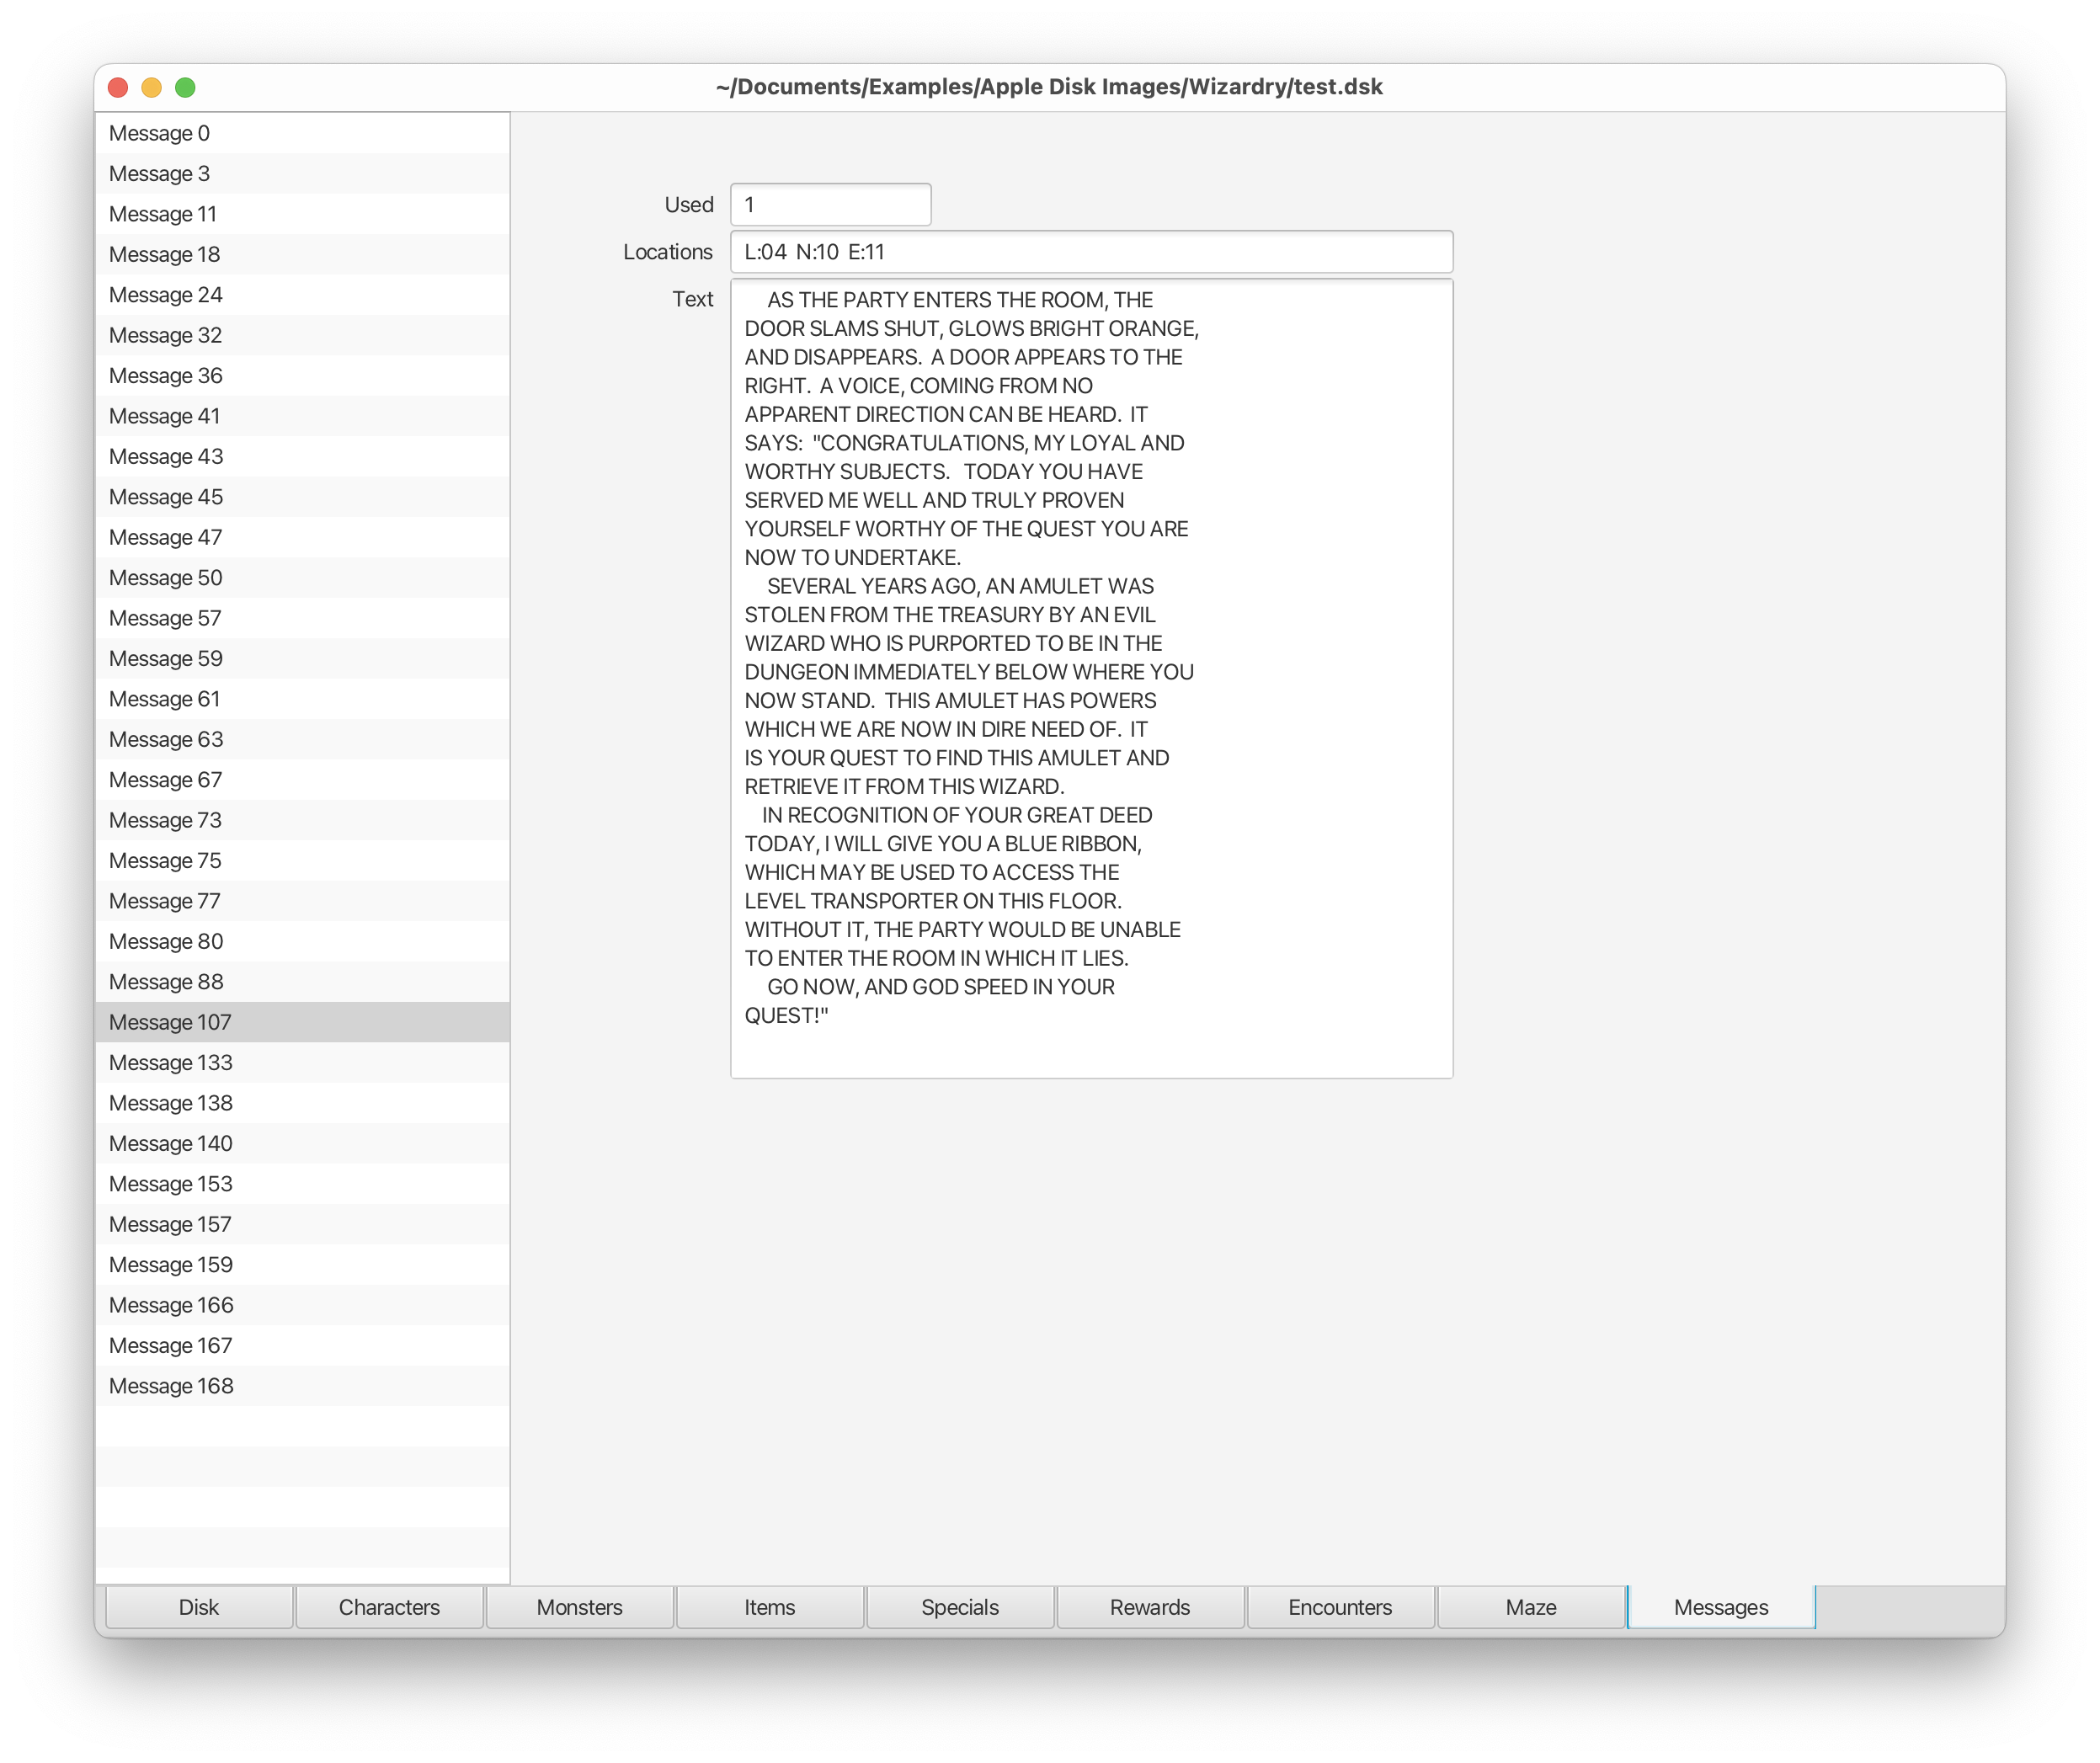 ~/Documents/Examples/Apple Disk Images/Wizardry/test.dsk
Message 0
Message 3
Message 11
Message 18
Message 24
Message 32
Message 36
Message 41
Message 43
Message 45
Message 47
Message 50
Message 57
Message 59
Message 61
Message 63
Message 67
Message 73
Message 75
Message 77
Message 80
Message 88
Message 107
Message 133
Message 138
Message 140
Message 153
Message 157
Message 159
Message 166
Message 167
Message 168
Used 1
Locations L:04 N:10 E:11
Text
AS THE PARTY ENTERS THE ROOM, THE
DOOR SLAMS SHUT, GLOWS BRIGHT ORANGE,
AND DISAPPEARS. A DOOR APPEARS TO THE
RIGHT. A VOICE, COMING FROM NO
APPARENT DIRECTION CAN BE HEARD. IT
SAYS: "CONGRATULATIONS, MY LOYAL AND
WORTHY SUBJECTS. TODAY YOU HAVE
SERVED ME WELL AND TRULY PROVEN
YOURSELF WORTHY OF THE QUEST YOU ARE
NOW TO UNDERTAKE.
SEVERAL YEARS AGO, AN AMULET WAS
STOLEN FROM THE TREASURY BY AN EVIL
WIZARD WHO IS PURPORTED TO BE IN THE
DUNGEON IMMEDIATELY BELOW WHERE YOU
NOW STAND. THIS AMULET HAS POWERS
WHICH WE ARE NOW IN DIRE NEED OF. IT
IS YOUR QUEST TO FIND THIS AMULET AND
RETRIEVE IT FROM THIS WIZARD.
IN RECOGNITION OF YOUR GREAT DEED
TODAY, I WILL GIVE YOU A BLUE RIBBON,
WHICH MAY BE USED TO ACCESS THE
LEVEL TRANSPORTER ON THIS FLOOR.
WITHOUT IT, THE PARTY WOULD BE UNABLE
TO ENTER THE ROOM IN WHICH IT LIES.
GO NOW, AND GOD SPEED IN YOUR
QUEST!"
Disk Characters Monsters Items Specials Rewards Encounters Maze Messages